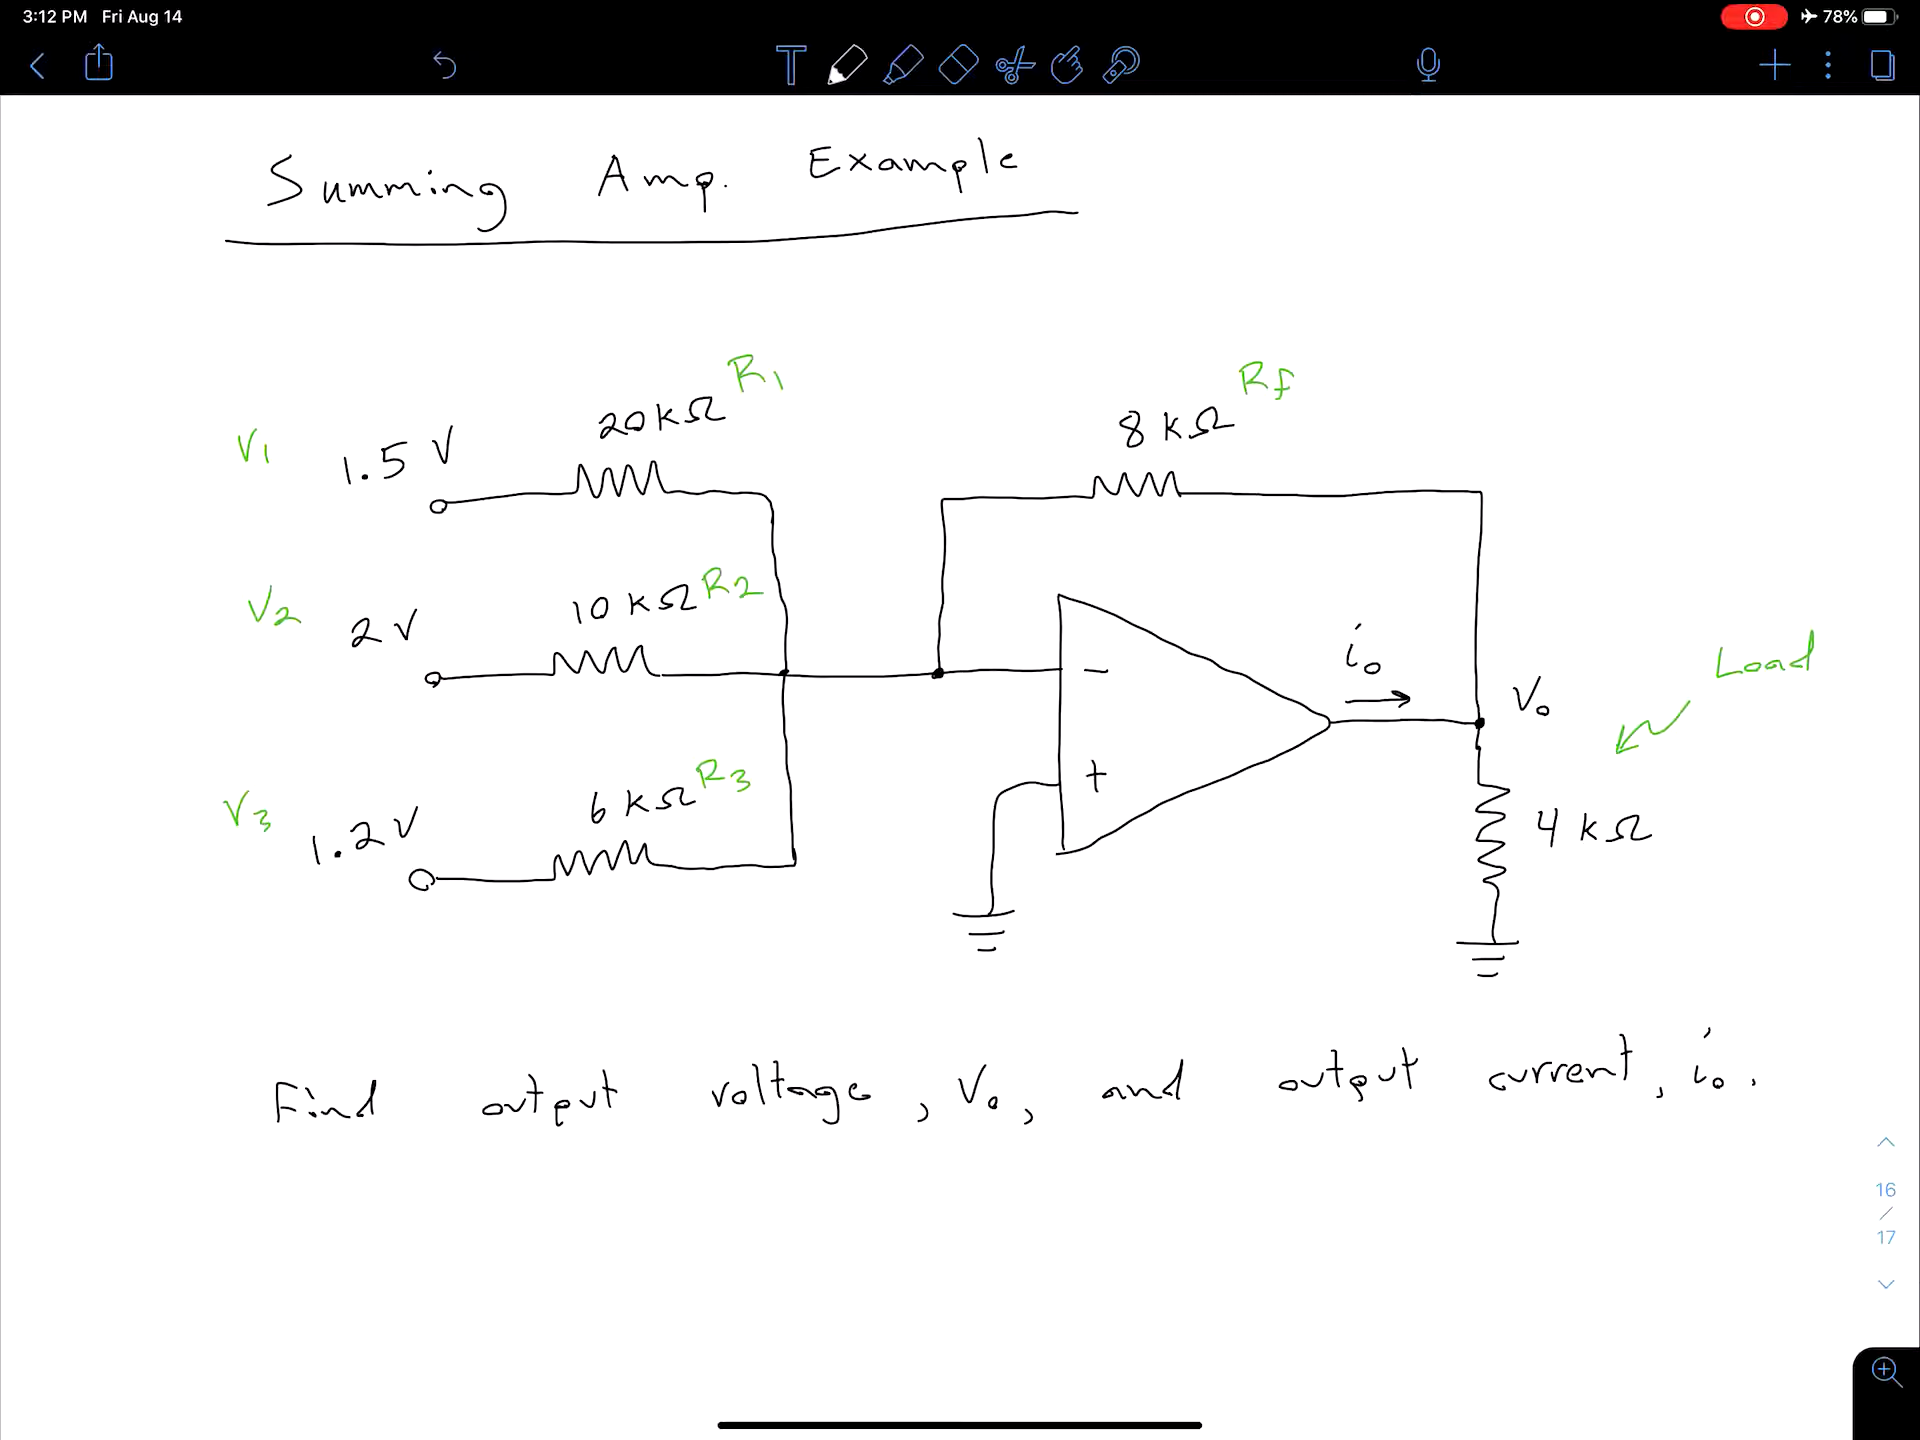 3:12 PM Fri Aug 14
78%
T
Summing Amp. Example
R1
Rf
20kΩ
8 kΩ
V1
1.5 V
R2
10 kΩ
V2
2 V
io
Load
-
Vo
R3
6 kΩ
+
V3
1.2 V
4 kΩ
Find output voltage, Vo, and output current, io.
16
/
17